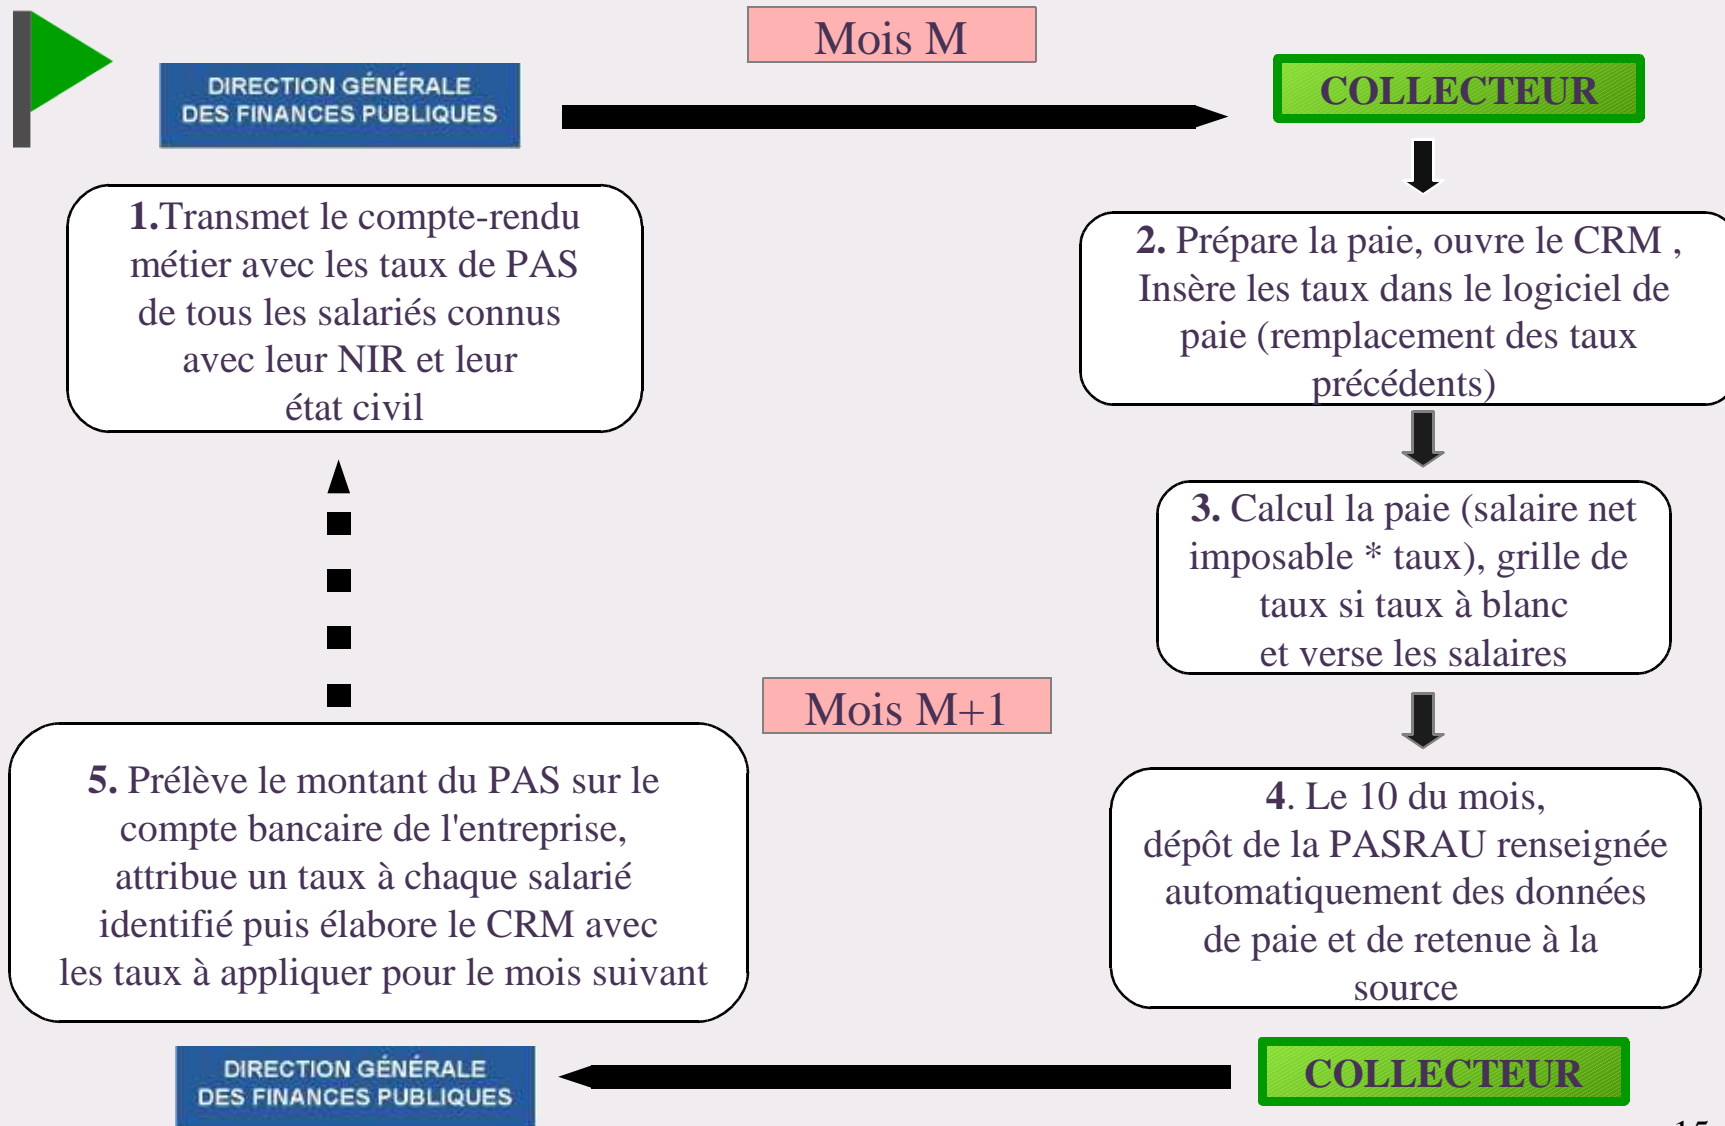 Mois M
DIRECTION GÉNÉRALE
DES FINANCES PUBLIQUES
COLLECTEUR
1.Transmet le compte-rendu
métier avec les taux de PAS
de tous les salariés connus
avec leur NIR et leur
état civil
2. Prépare la paie, ouvre le CRM ,
Insère les taux dans le logiciel de
paie (remplacement des taux
précédents)
3. Calcul la paie (salaire net
imposable * taux), grille de
taux si taux à blanc
et verse les salaires
Mois M+1
4. Le 10 du mois,
dépôt de la PASRAU renseignée
automatiquement des données
de paie et de retenue à la
source
5. Prélève le montant du PAS sur le
compte bancaire de l'entreprise,
attribue un taux à chaque salarié
identifié puis élabore le CRM avec
les taux à appliquer pour le mois suivant
DIRECTION GÉNÉRALE
DES FINANCES PUBLIQUES
COLLECTEUR
15